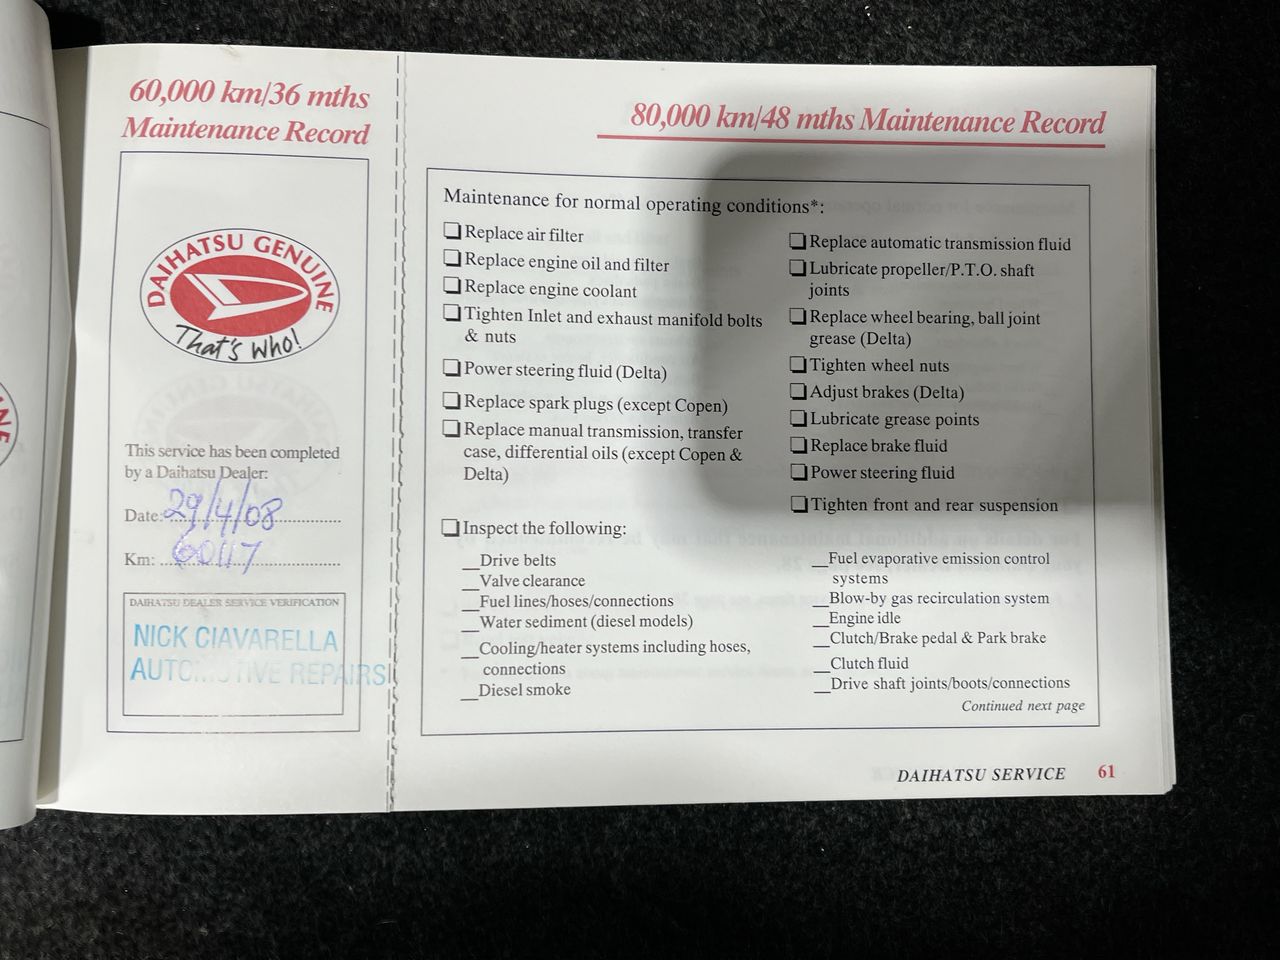 60,000 km/36 mths
Maintenance Record
DAIHATSU GENUINE
That's Who!
This service has been completed
by a Daihatsu Dealer:
Date: 29/4/08
Km: 60117
DAIHATSU DEALER SERVICE VERIFICATION
NICK CIAVARELLA
REPAIRS
80,000 km/48 mths Maintenance Record
Maintenance for normal operating conditions*:
Replace air filter
Replace engine oil and filter
Replace engine coolant
Tighten Inlet and exhaust manifold bolts
& nuts
Power steering fluid (Delta)
Replace spark plugs (except Copen)
Replace manual transmission, transfer
case, differential oils (except Copen &
Delta)
Replace automatic transmission fluid
Lubricate propeller/P.T.O. shaft
joints
Replace wheel bearing, ball joint
grease (Delta)
Tighten wheel nuts
Adjust brakes (Delta)
Lubricate grease points
Replace brake fluid
Power steering fluid
Tighten front and rear suspension
Inspect the following:
Drive belts
Valve clearance
Fuel lines/hoses/connections
Water sediment (diesel models)
Cooling/heater systems including hoses,
connections
Diesel smoke
Fuel evaporative emission control
systems
Blow-by gas recirculation system
Engine idle
Clutch/Brake pedal & Park brake
Clutch fluid
Drive shaft joints/boots/connections
Continued next page
DAIHATSU SERVICE 61